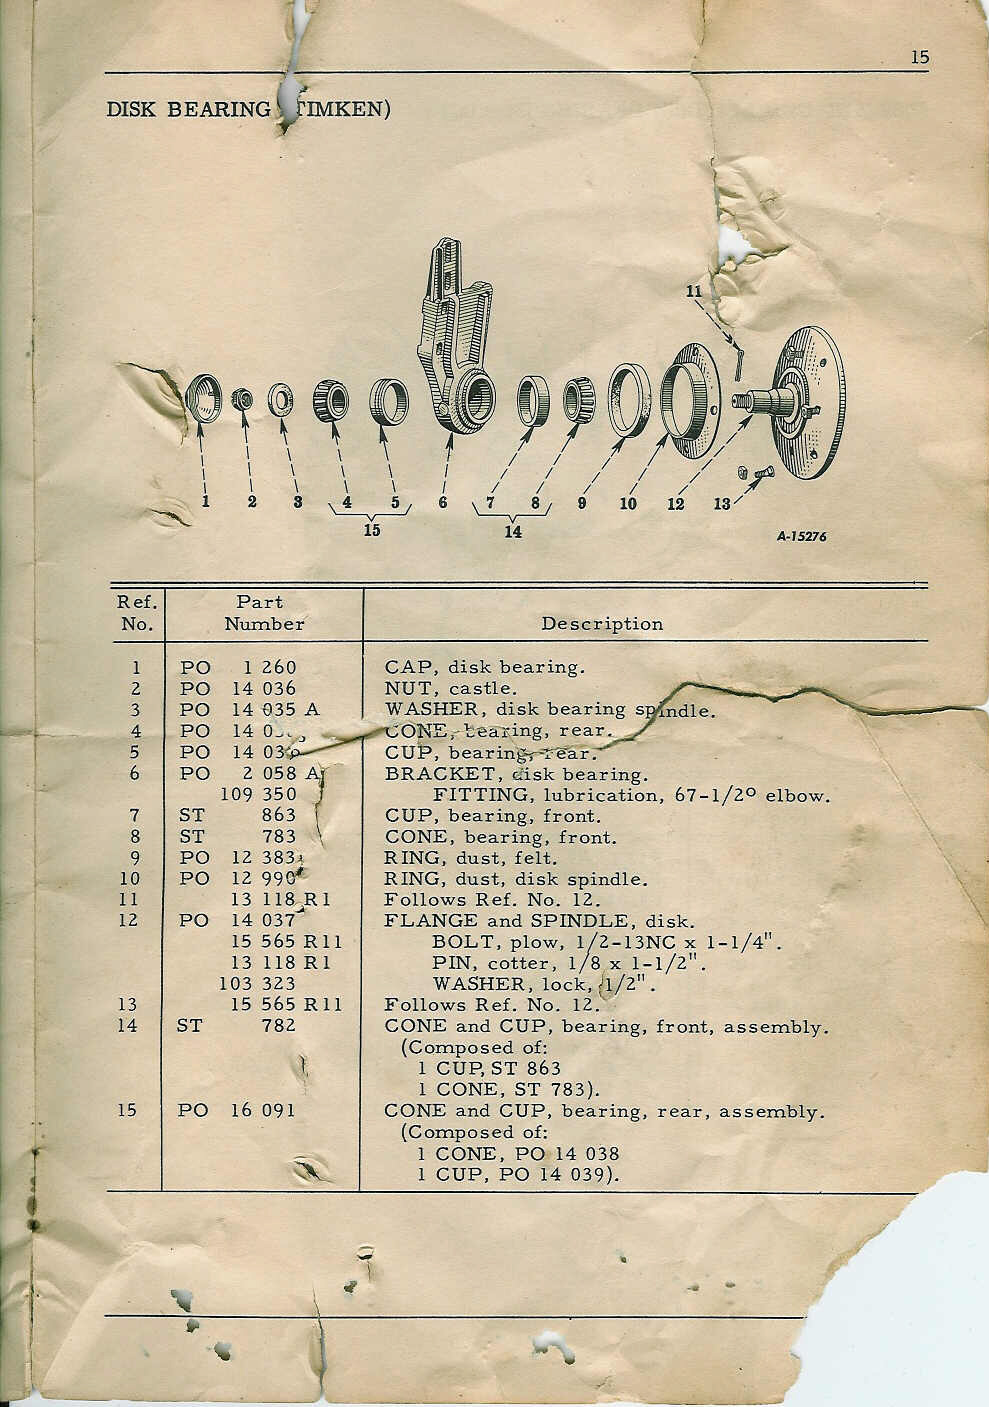 15
DISK BEARING TIMKEN)
11
1 2 3 4 5 6 7 8 9 10 12 13
15 14
A-15276
Ref. No. Part Number Description
1 PO 1 260 CAP, disk bearing.
2 PO 14 036 NUT, castle.
3 PO 14 035 A WASHER, disk bearing spindle.
4 PO 14 CONE, bearing, rear.
5 PO 14 CUP, bearing, rear.
6 PO 2 058 A BRACKET, disk bearing.
109 350 FITTING, lubrication, 67-1/2° elbow.
7 ST 863 CUP, bearing, front.
8 ST 783 CONE, bearing, front.
9 PO 12 383 RING, dust, felt.
10 PO 12 990 RING, dust, disk spindle.
11 13 118 R1 Follows Ref. No. 12.
12 PO 14 037 FLANGE and SPINDLE, disk.
15 565 R11 BOLT, plow, 1/2-13NC x 1-1/4".
13 118 R1 PIN, cotter, 1/8 x 1-1/2".
103 323 WASHER, lock, 1/2".
13 15 565 R11 Follows Ref. No. 12.
14 ST 782 CONE and CUP, bearing, front, assembly.
(Composed of:
1 CUP, ST 863
1 CONE, ST 783).
15 PO 16 091 CONE and CUP, bearing, rear, assembly.
(Composed of:
1 CONE, PO 14 038
1 CUP, PO 14 039).